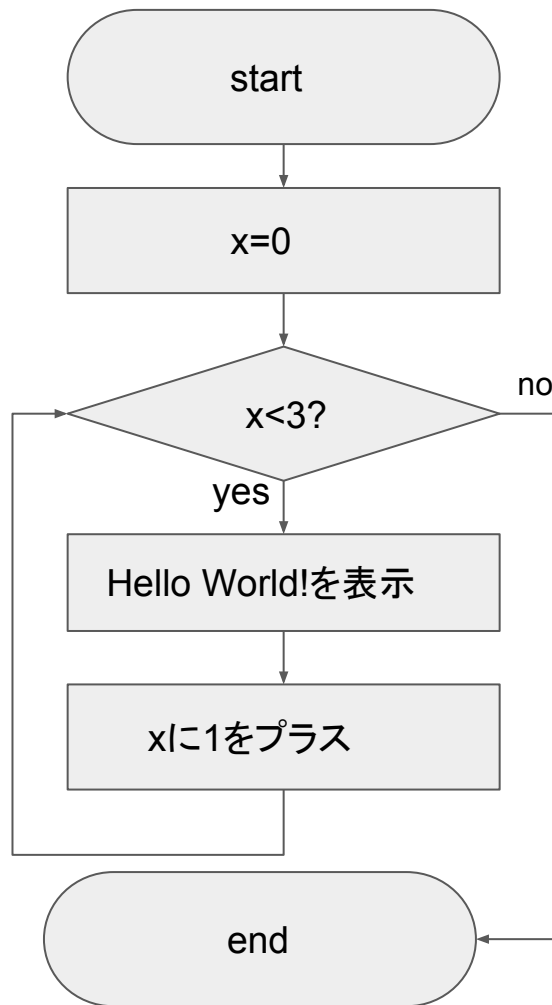 start
x=0
x<3?
no
yes
Hello World!を表示
xに1をプラス
end